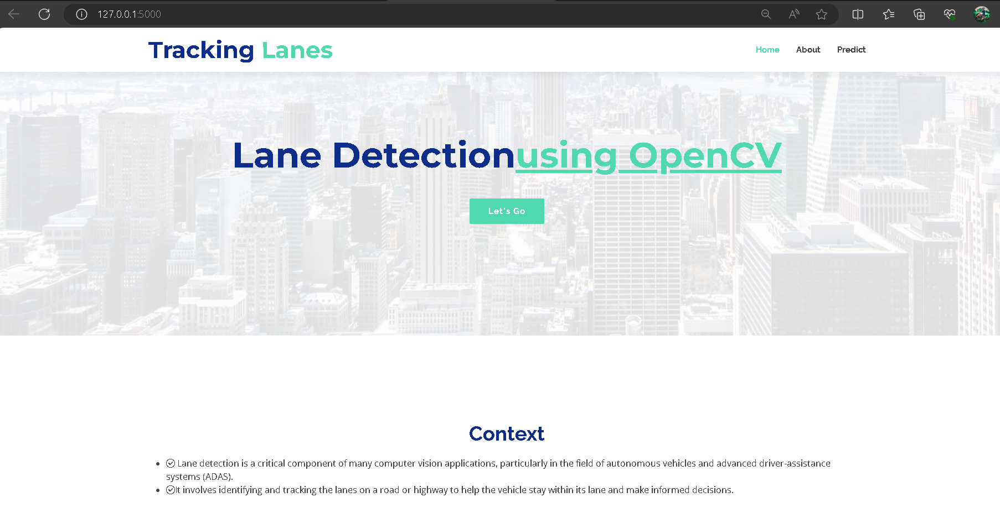 127.0.0.1:5000
Tracking Lanes
Home About Predict
Lane Detectionusing OpenCV
Let's Go
Context
Lane detection is a critical component of many computer vision applications, particularly in the field of autonomous vehicles and advanced driver-assistance
systems (ADAS).
It involves identifying and tracking the lanes on a road or highway to help the vehicle stay within its lane and make informed decisions.